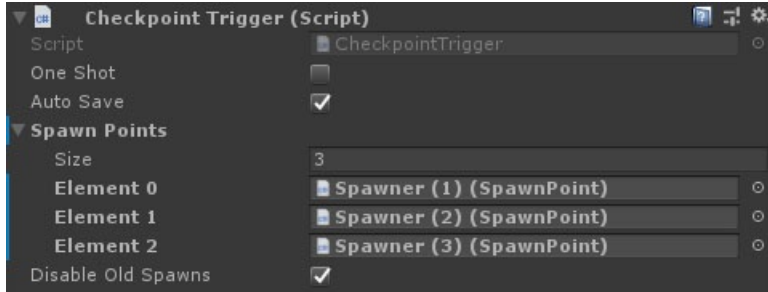 Checkpoint Trigger (Script)
Script CheckpointTrigger
One Shot
Auto Save
Spawn Points
Size 3
Element 0 Spawner (1) (SpawnPoint)
Element 1 Spawner (2) (SpawnPoint)
Element 2 Spawner (3) (SpawnPoint)
Disable Old Spawns